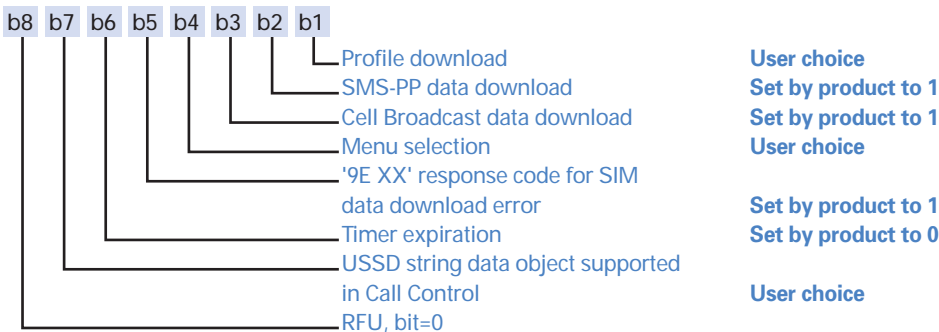 b8 b7 b6 b5 b4 b3 b2 b1
Profile download User choice
SMS-PP data download Set by product to 1
Cell Broadcast data download Set by product to 1
Menu selection User choice
'9E XX' response code for SIM
data download error Set by product to 1
Timer expiration Set by product to 0
USSD string data object supported
in Call Control User choice
RFU, bit=0